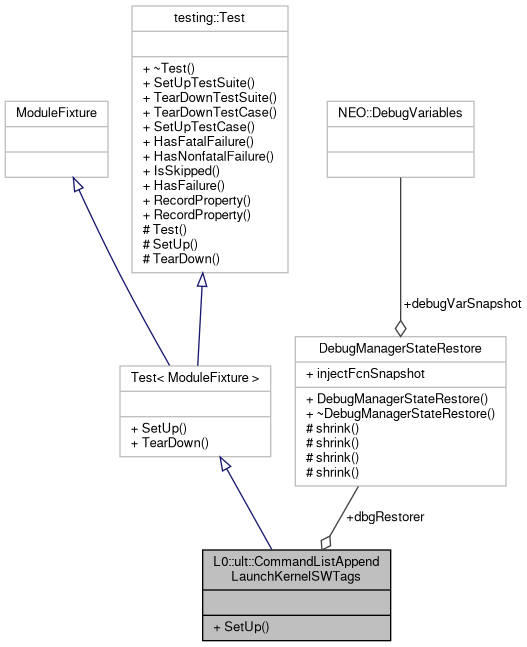 testing::Test
+ ~Test()
+ SetUpTestSuite()
+ TearDownTestSuite()
+ TearDownTestCase()
+ SetUpTestCase()
+ HasFatalFailure()
+ HasNonfatalFailure()
+ IsSkipped()
+ HasFailure()
+ RecordProperty()
+ RecordProperty()
# Test()
# SetUp()
# TearDown()
ModuleFixture
NEO::DebugVariables
+debugVarSnapshot
Test< ModuleFixture >
+ SetUp()
+ TearDown()
DebugManagerStateRestore
+ injectFcnSnapshot
+ DebugManagerStateRestore()
+ ~DebugManagerStateRestore()
# shrink()
# shrink()
# shrink()
# shrink()
+dbgRestorer
L0::ult::CommandListAppend
LaunchKernelSWTags
+ SetUp()